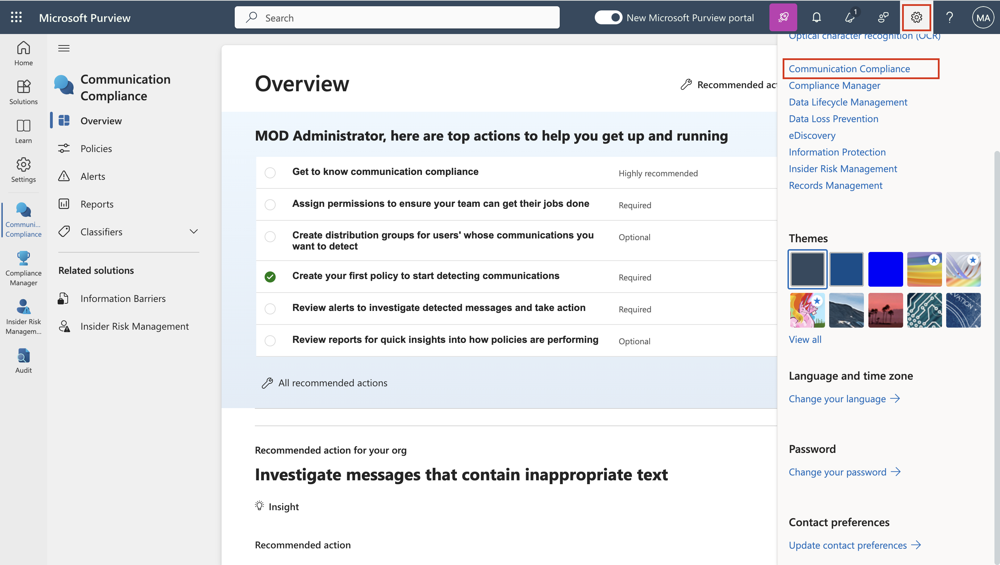 Microsoft Purview
Search
New Microsoft Purview portal
1
MA
Home
Solutions
Learn
Settings
Communi...
Compliance
Compliance
Manager
Insider Risk
Managem...
Audit
Communication
Compliance
Overview
Policies
Alerts
Reports
Classifiers
Related solutions
Information Barriers
Insider Risk Management
Overview
Recommended act
MOD Administrator, here are top actions to help you get up and running
Get to know communication compliance
Highly recommended
Assign permissions to ensure your team can get their jobs done
Required
Create distribution groups for users' whose communications you
want to detect
Optional
Create your first policy to start detecting communications
Required
Review alerts to investigate detected messages and take action
Required
Review reports for quick insights into how policies are performing
Optional
All recommended actions
Recommended action for your org
Investigate messages that contain inappropriate text
Insight
Recommended action
Optical character recognition (OCR)
Communication Compliance
Compliance Manager
Data Lifecycle Management
Data Loss Prevention
eDiscovery
Information Protection
Insider Risk Management
Records Management
Themes
VATION
View all
Language and time zone
Change your language
Password
Change your password
Contact preferences
Update contact preferences